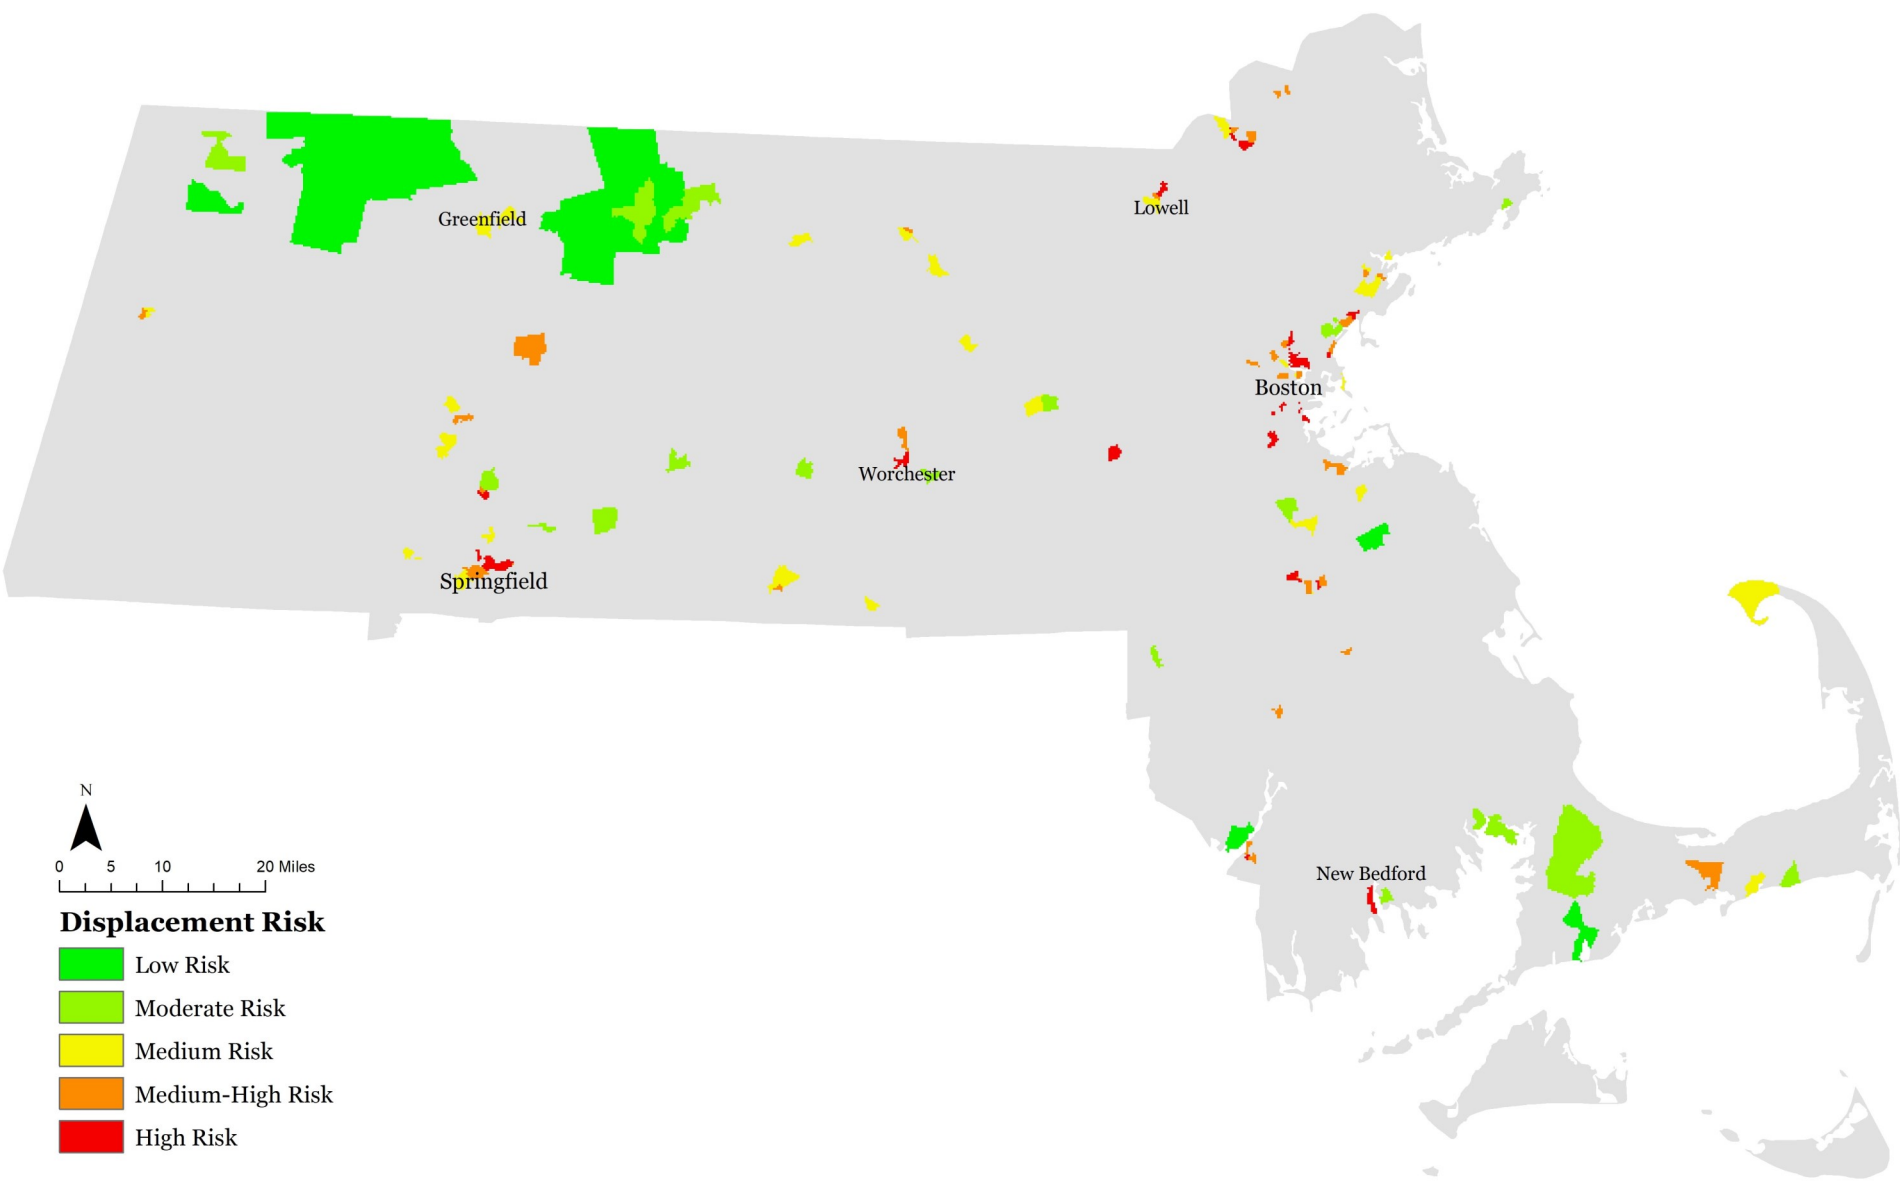 Greenfield
Lowell
Boston
Worchester
Springfield
New Bedford
N
0 5 10 20 Miles
Displacement Risk
Low Risk
Moderate Risk
Medium Risk
Medium-High Risk
High Risk